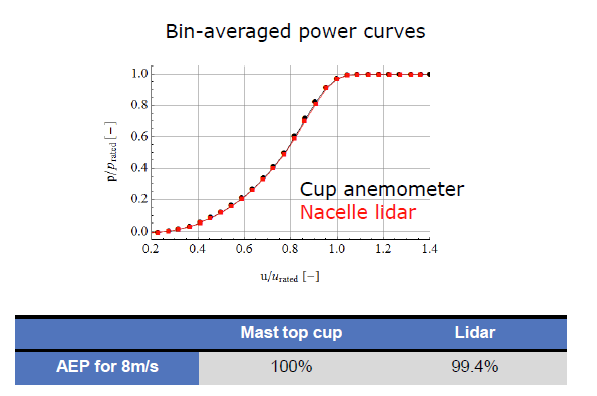 Bin-averaged power curves
1.0
0.8
0.6
0.4
0.2
0.0
p/p_rated [−]
Cup anemometer
Nacelle lidar
0.2 0.4 0.6 0.8 1.0 1.2 1.4
u/u_rated [−]
Mast top cup Lidar
AEP for 8m/s 100% 99.4%